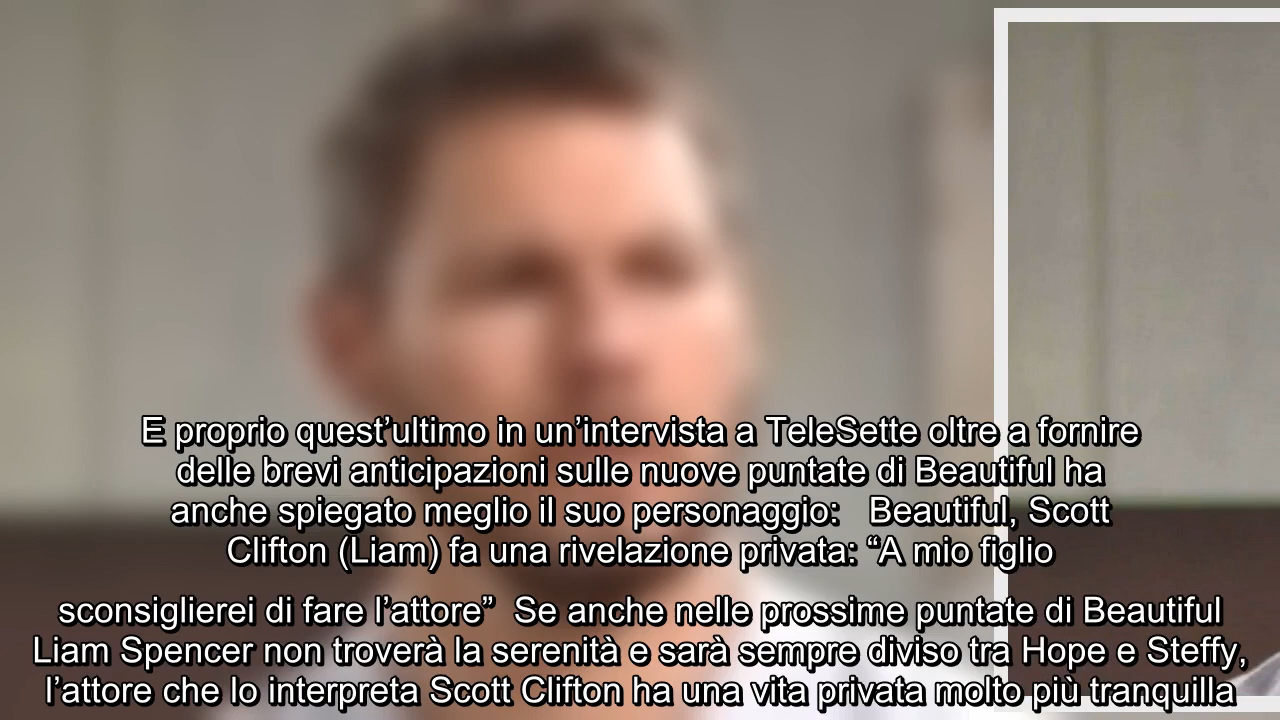 E proprio quest’ultimo in un’intervista a TeleSette oltre a fornire
delle brevi anticipazioni sulle nuove puntate di Beautiful ha
anche spiegato meglio il suo personaggio:   Beautiful, Scott
Clifton (Liam) fa una rivelazione privata: “A mio figlio
sconsiglierei di fare l’attore”  Se anche nelle prossime puntate di Beautiful
Liam Spencer non troverà la serenità e sarà sempre diviso tra Hope e Steffy,
l’attore che lo interpreta Scott Clifton ha una vita privata molto più tranquilla